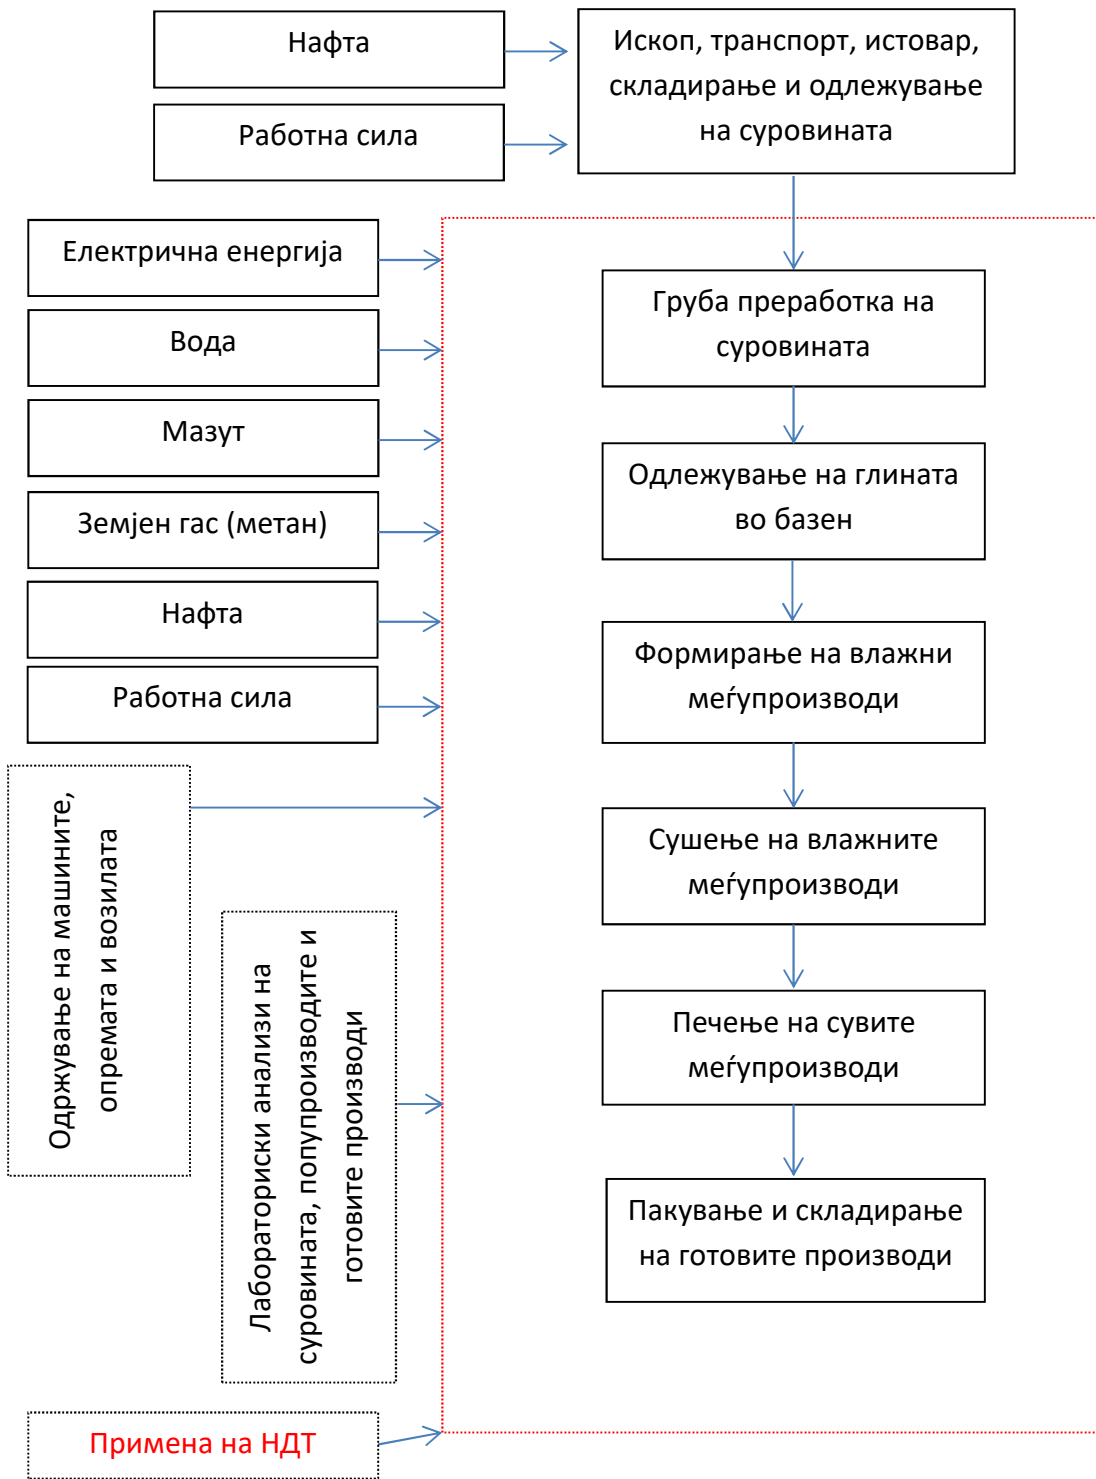 Нафта
Работна сила
Ископ, транспорт, истовар,
складирање и одлежување
на суровината
Електрична енергија
Вода
Мазут
Земјен гас (метан)
Нафта
Работна сила
Одржување на машините,
опремата и возилата
Лабораториски анализи на
суровината, попупроизводите и
готовите производи
Примена на НДТ
Груба преработка на
суровината
Одлежување на глината
во базен
Формирање на влажни
меѓупроизводи
Сушење на влажните
меѓупроизводи
Печење на сувите
меѓупроизводи
Пакување и складирање
на готовите производи